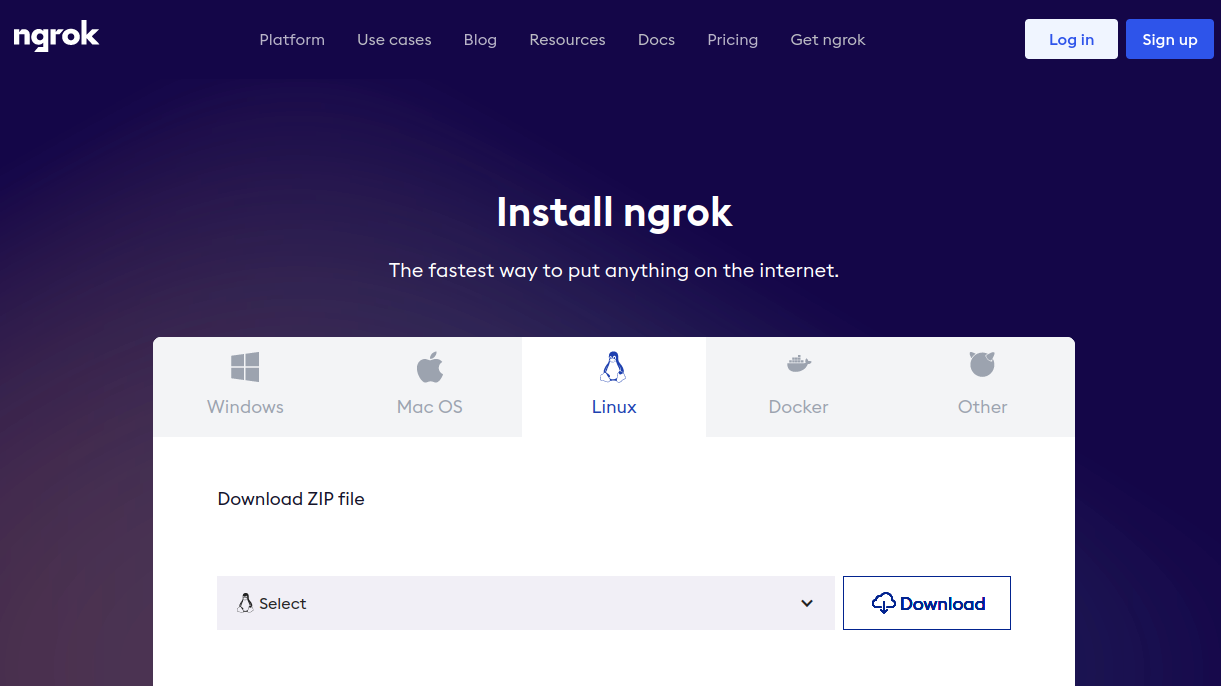 ngrok
Platform Use cases Blog Resources Docs Pricing Get ngrok
Log in Sign up
Install ngrok
The fastest way to put anything on the internet.
Windows Mac OS Linux Docker Other
Download ZIP file
Select
Download